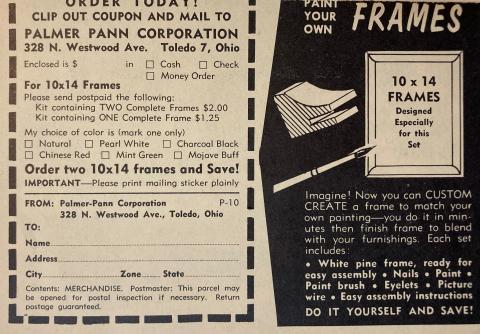 ORDER TODAY!
CLIP OUT COUPON AND MAIL TO
PALMER PANN CORPORATION
328 N. Westwood Ave. Toledo 7, Ohio
Enclosed is $ in □ Cash □ Check
□ Money Order
For 10x14 Frames
Please send postpaid the following:
Kit containing TWO Complete Frames $2.00
Kit containing ONE Complete Frame $1.25
My choice of color is (mark one only)
□ Natural □ Pearl White □ Charcoal Black
□ Chinese Red □ Mint Green □ Mojave Buff
Order two 10x14 frames and Save!
IMPORTANT—Please print mailing sticker plainly
FROM: Palmer-Pann Corporation P-10
328 N. Westwood Ave., Toledo, Ohio
TO:
Name
Address
City Zone State
Contents: MERCHANDISE. Postmaster: This parcel may
be opened for postal inspection if necessary. Return
postage guaranteed.
PAINT
YOUR
OWN
FRAMES
10 x 14
FRAMES
Designed
Especially
for this
Set
Imagine! Now you can CUSTOM
CREATE a frame to match your
own painting—you do it in min-
utes then finish frame to blend
with your furnishings. Each set
includes:
• White pine frame, ready for
easy assembly • Nails • Paint •
Paint brush • Eyelets • Picture
wire • Easy assembly instructions
DO IT YOURSELF AND SAVE!